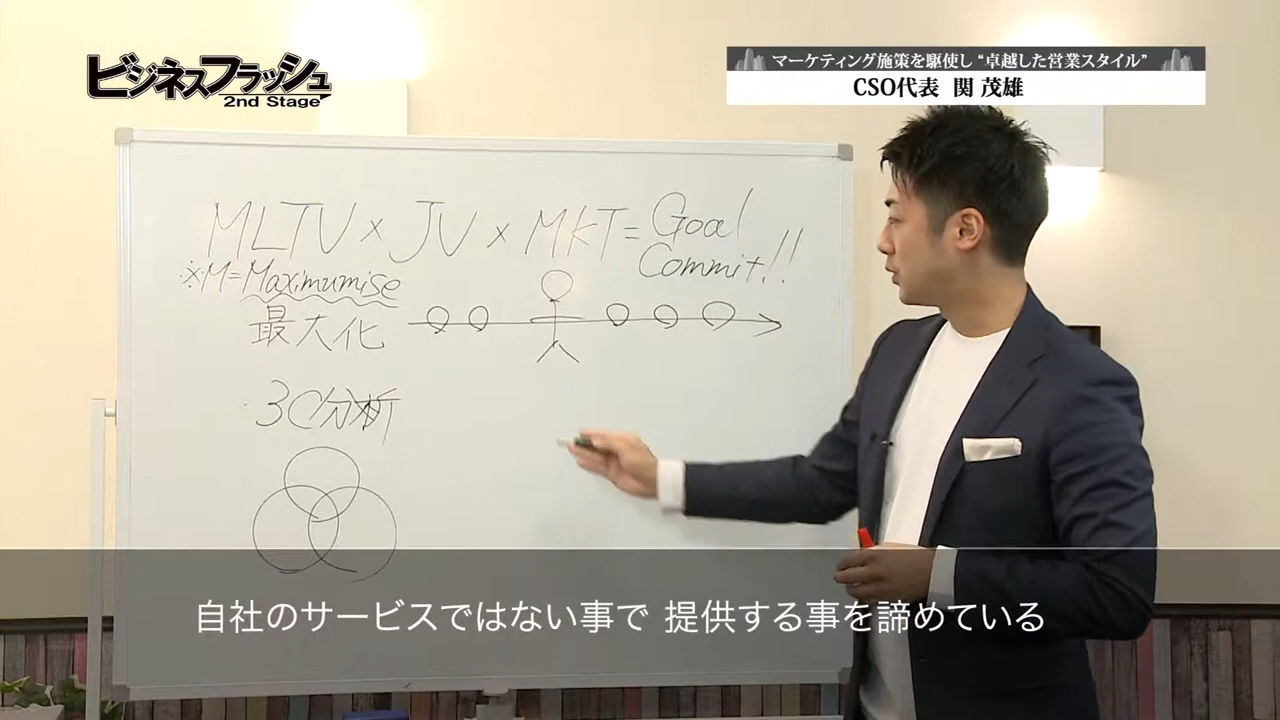 ビジネスフラッシュ
2nd Stage
マーケティング施策を駆使し “卓越した営業スタイル”
CSO代表 関 茂雄
MLTV × JV × MKT = Goal
Commit!!
※M=Maximumise
最大化
3C分析
自社のサービスではない事で 提供する事を諦めている